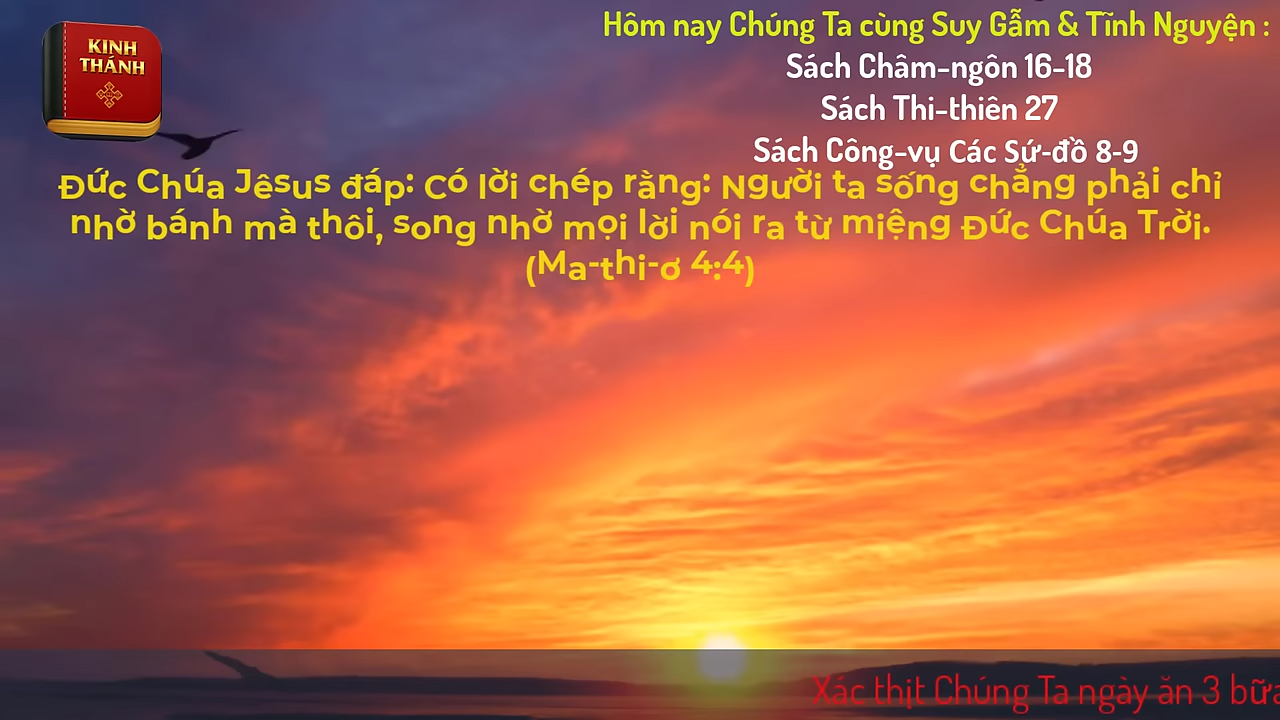 KINH
THÁNH
Hôm nay Chúng Ta cùng Suy Gẫm & Tĩnh Nguyện :
Sách Châm-ngôn 16-18
Sách Thi-thiên 27
Sách Công-vụ Các Sứ-đồ 8-9
Đức Chúa Jêsus đáp: Có lời chép rằng: Người ta sống chẳng phải chỉ
nhờ bánh mà thôi, song nhờ mọi lời nói ra từ miệng Đức Chúa Trời.
(Ma-thi-ơ 4:4)
Xác thịt Chúng Ta ngày ăn 3 bữa